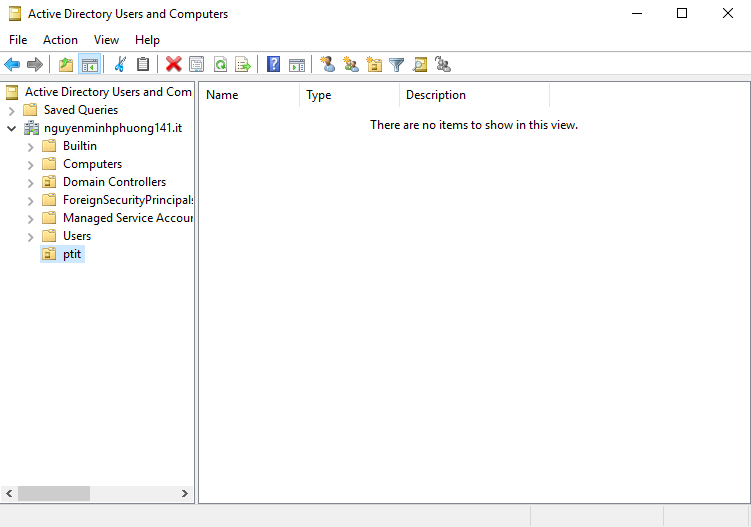 Active Directory Users and Computers
File Action View Help
Active Directory Users and Com
Name Type Description
Saved Queries
There are no items to show in this view.
nguyenminhphuong141.it
Builtin
Computers
Domain Controllers
ForeignSecurityPrincipals
Managed Service Accour
Users
ptit